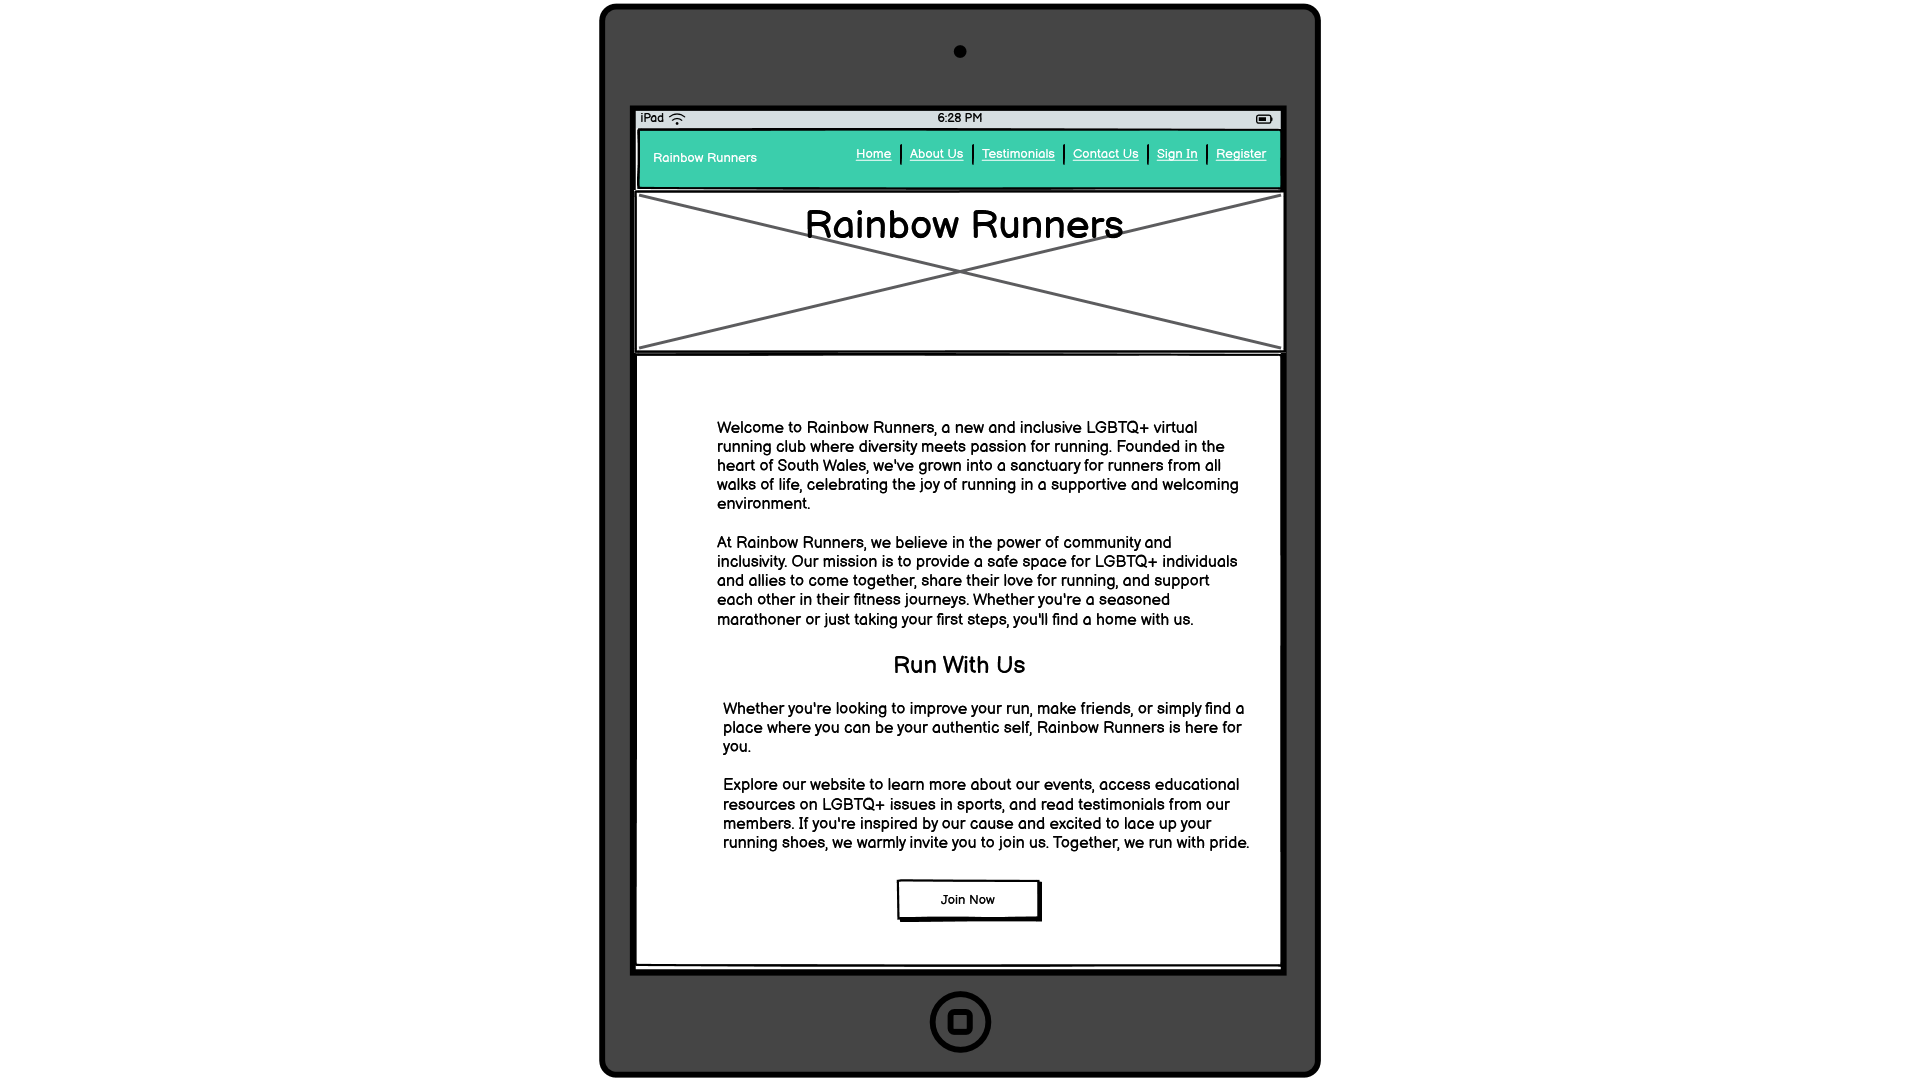 iPad
6:28 PM
Rainbow Runners
Home
About Us
Testimonials
Contact Us
Sign In
Register
Rainbow Runners
Welcome to Rainbow Runners, a new and inclusive LGBTQ+ virtual
running club where diversity meets passion for running. Founded in the
heart of South Wales, we've grown into a sanctuary for runners from all
walks of life, celebrating the joy of running in a supportive and welcoming
environment.
At Rainbow Runners, we believe in the power of community and
inclusivity. Our mission is to provide a safe space for LGBTQ+ individuals
and allies to come together, share their love for running, and support
each other in their fitness journeys. Whether you're a seasoned
marathoner or just taking your first steps, you'll find a home with us.
Run With Us
Whether you're looking to improve your run, make friends, or simply find a
place where you can be your authentic self, Rainbow Runners is here for
you.
Explore our website to learn more about our events, access educational
resources on LGBTQ+ issues in sports, and read testimonials from our
members. If you're inspired by our cause and excited to lace up your
running shoes, we warmly invite you to join us. Together, we run with pride.
Join Now